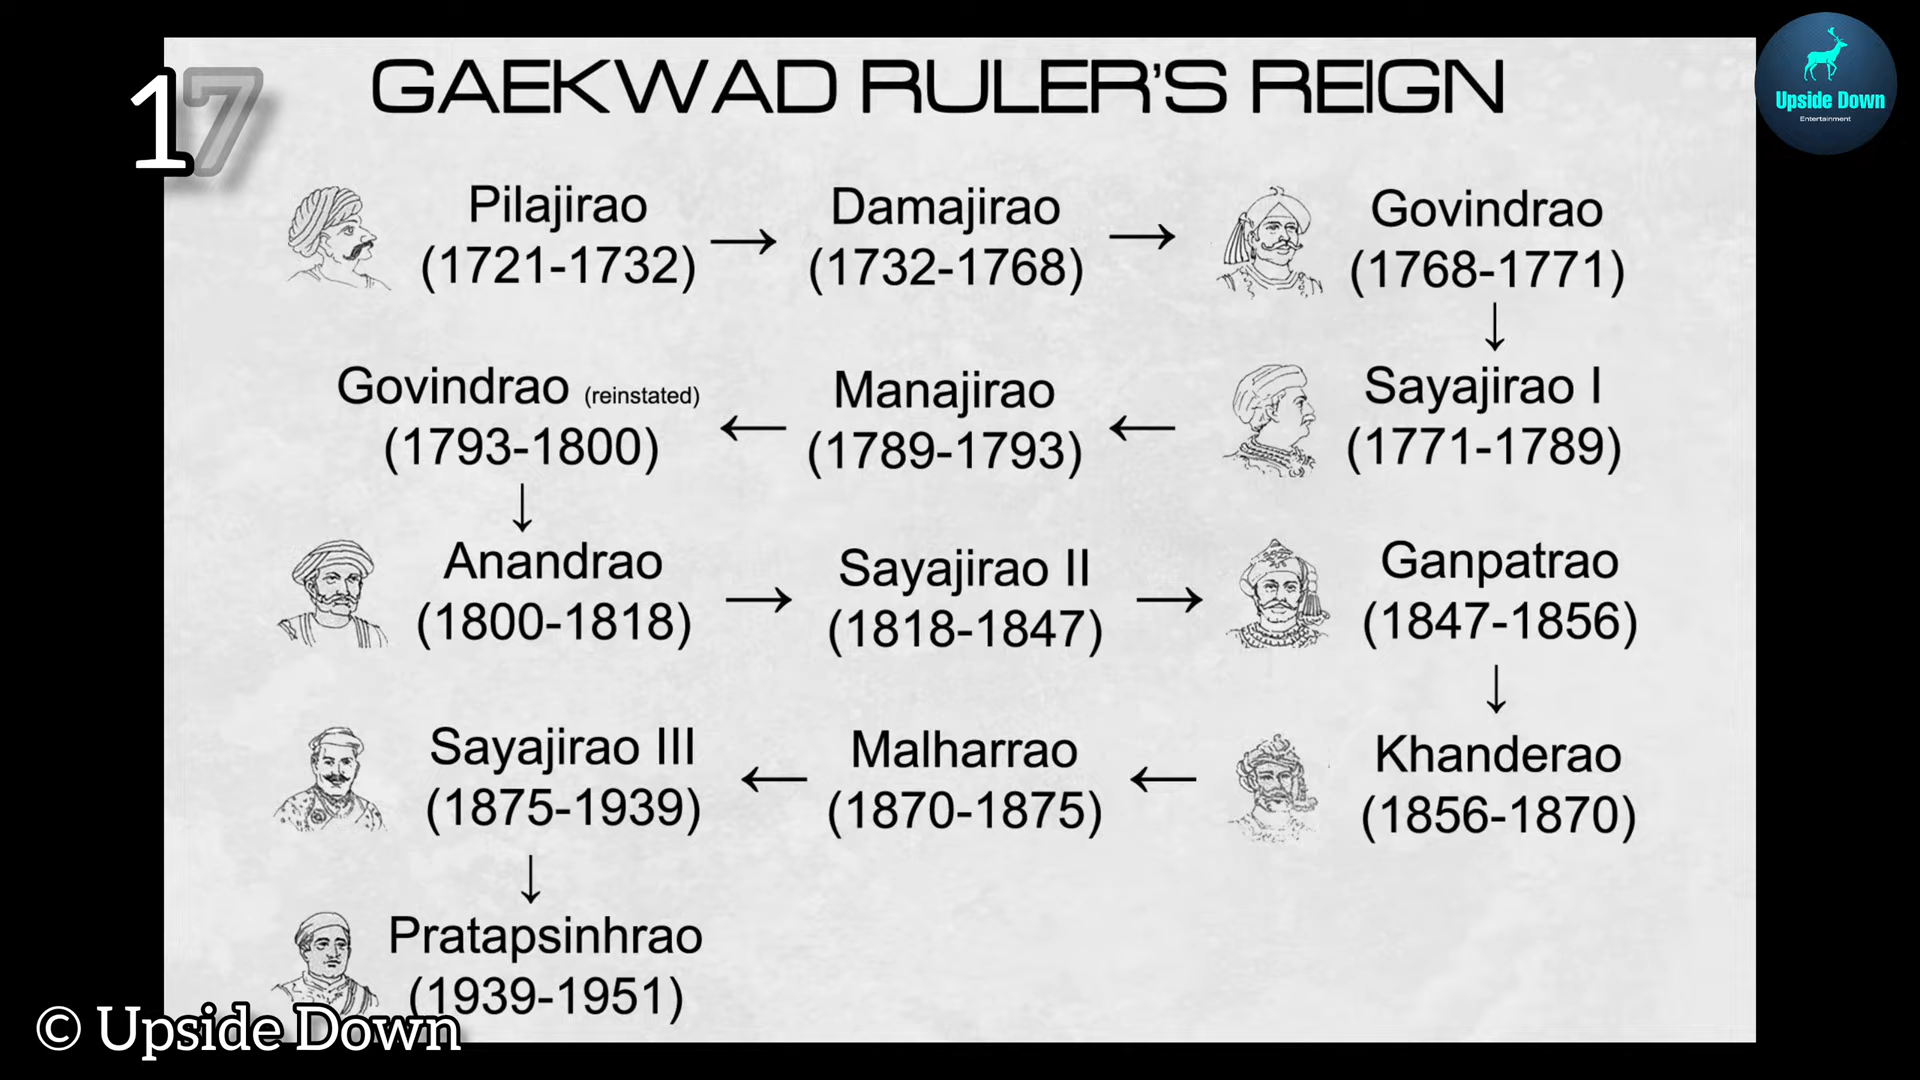 17
GAEKWAD RULER'S REIGN
Upside Down
Entertainment
Pilajirao
(1721-1732)
→
Damajirao
(1732-1768)
→
Govindrao
(1768-1771)
↓
Sayajirao I
(1771-1789)
←
Manajirao
(1789-1793)
←
Govindrao (reinstated)
(1793-1800)
↓
Anandrao
(1800-1818)
→
Sayajirao II
(1818-1847)
→
Ganpatrao
(1847-1856)
↓
Khanderao
(1856-1870)
←
Malharrao
(1870-1875)
←
Sayajirao III
(1875-1939)
↓
Pratapsinhrao
(1939-1951)
© Upside Down